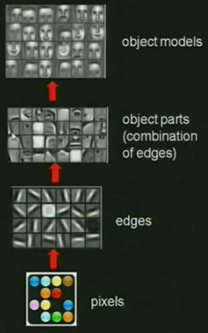 object models
object parts
(combination
of edges)
edges
pixels